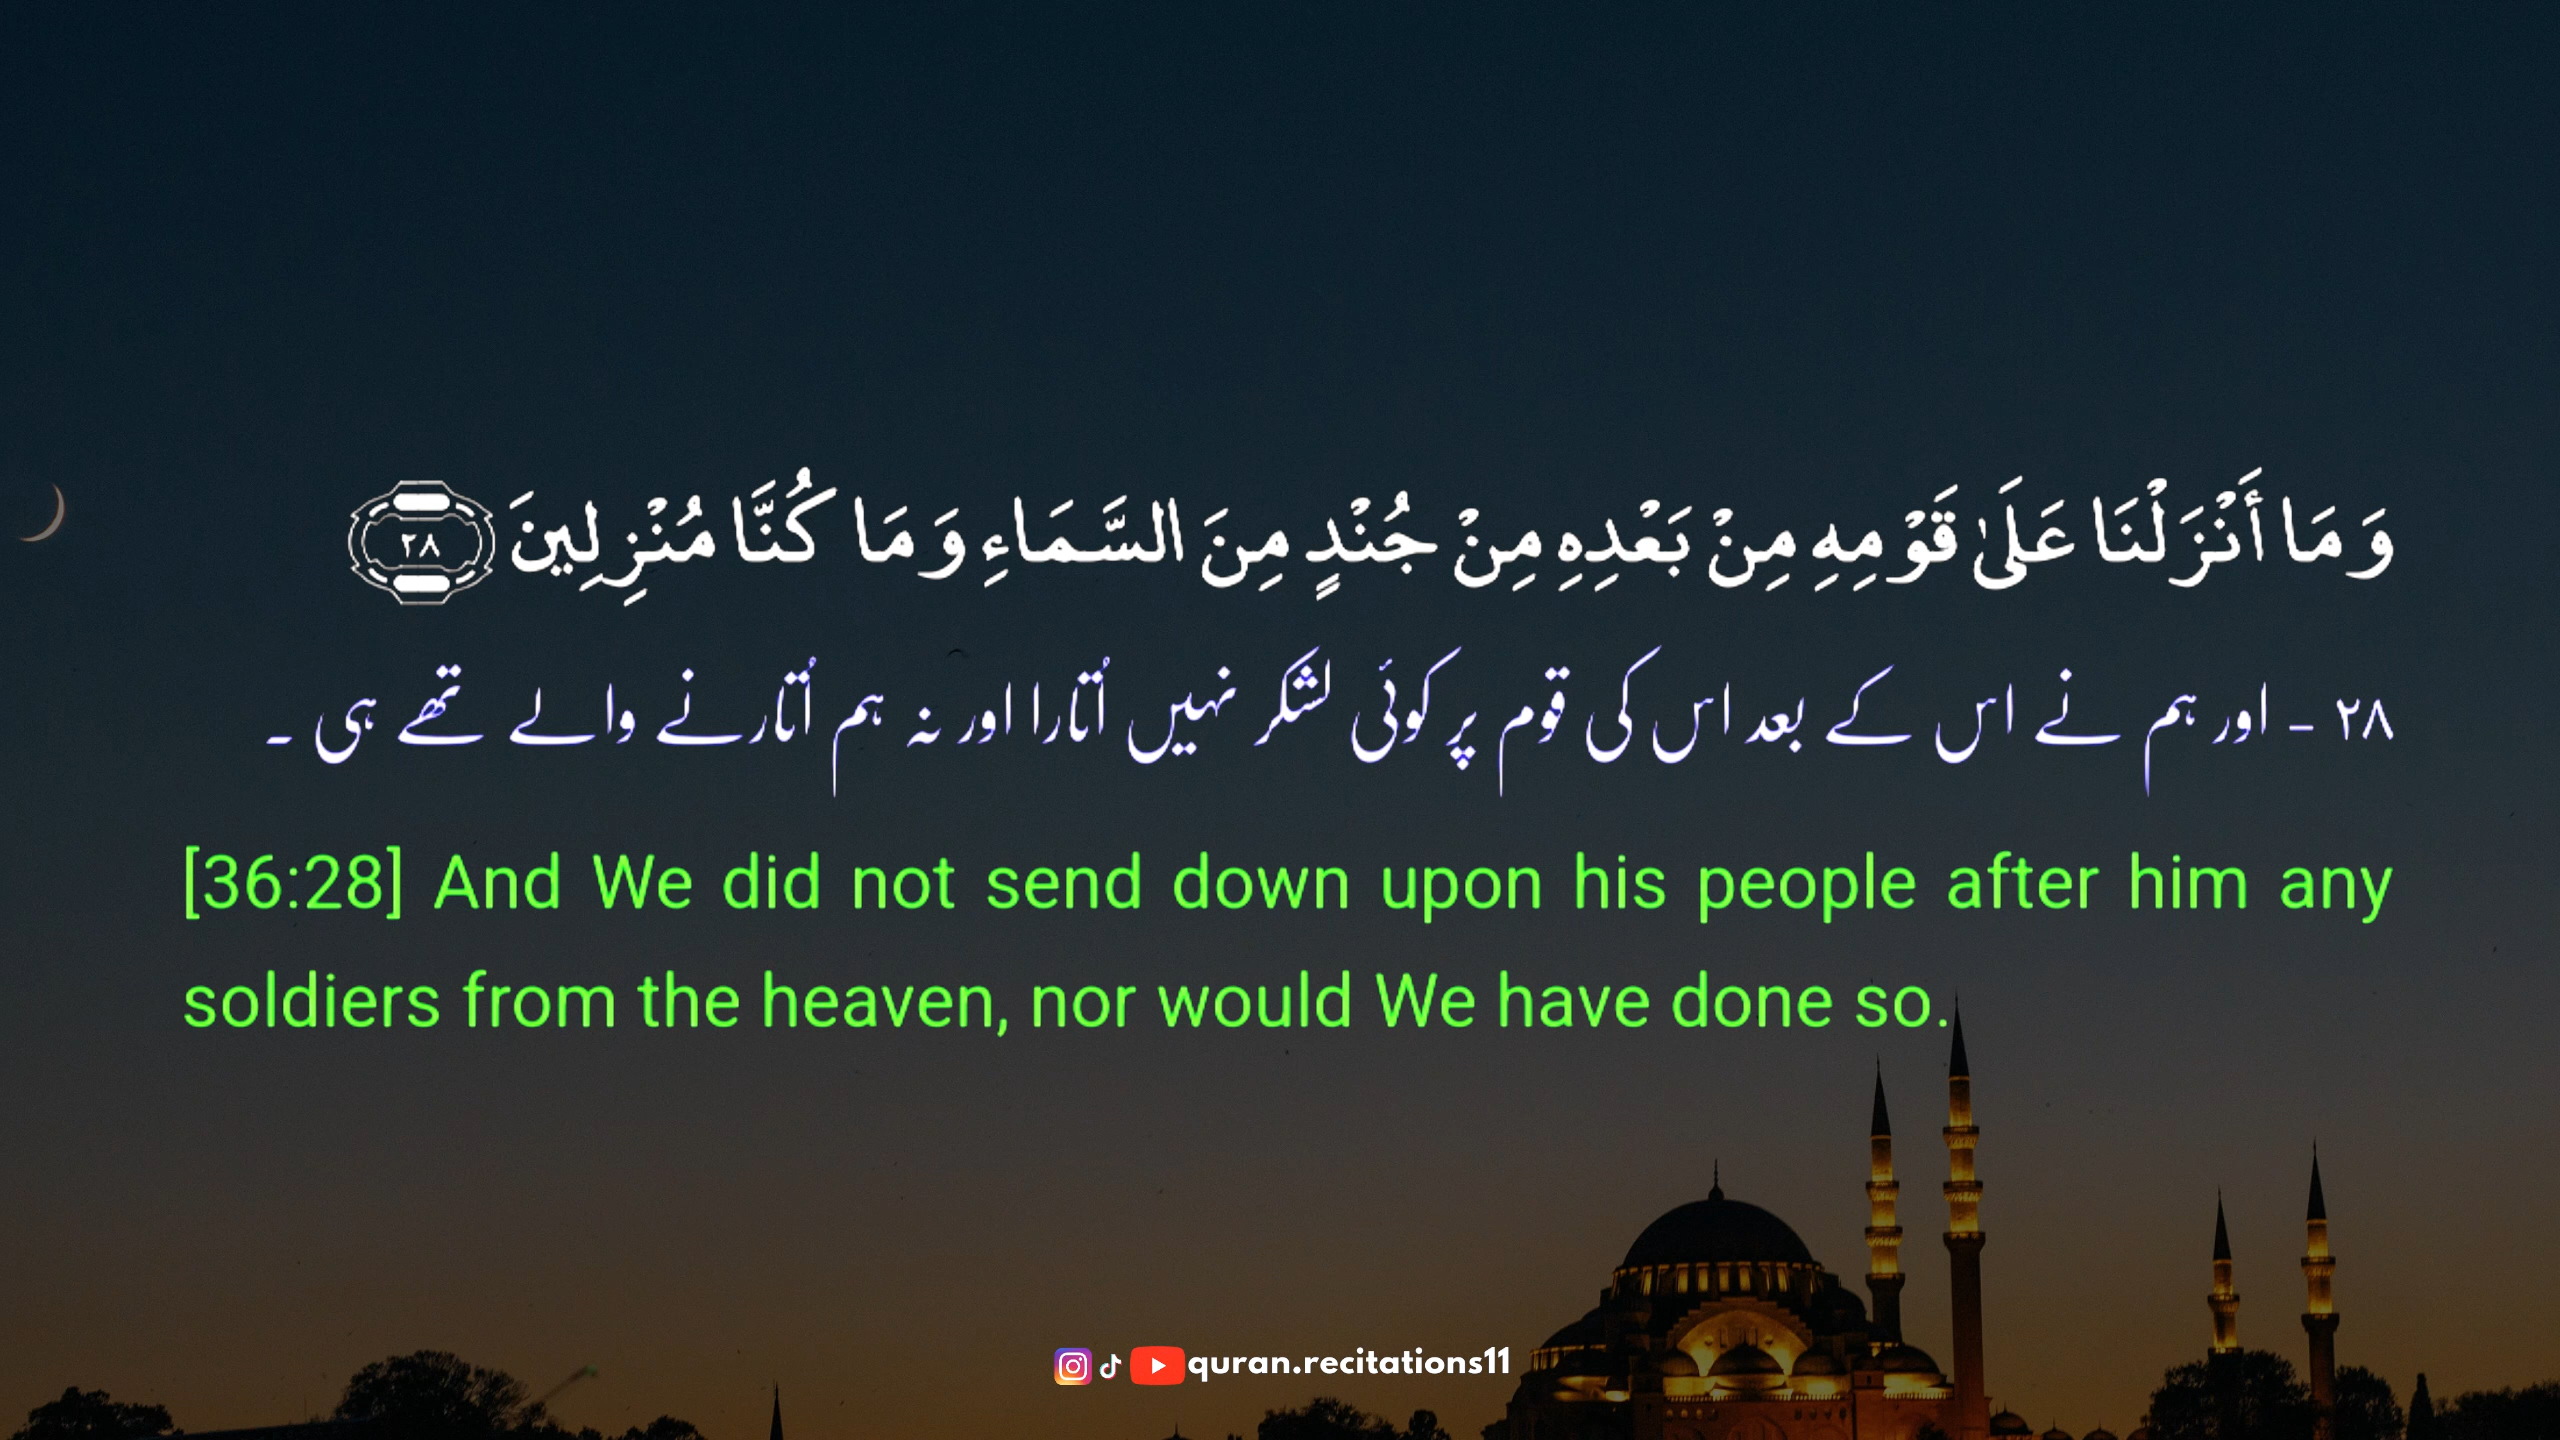 وَمَا أَنْزَلْنَا عَلَىٰ قَوْمِهِ مِنْ بَعْدِهِ مِنْ جُنْدٍ مِنَ السَّمَاءِ وَمَا كُنَّا مُنْزِلِينَ ٢٨
٢٨ - اور ہم نے اس کے بعد اس کی قوم پر کوئی لشکر نہیں اُتارا اور نہ ہم اُتارنے والے تھے ہی ۔
[36:28] And We did not send down upon his people after him any
soldiers from the heaven, nor would We have done so.
quran.recitations11